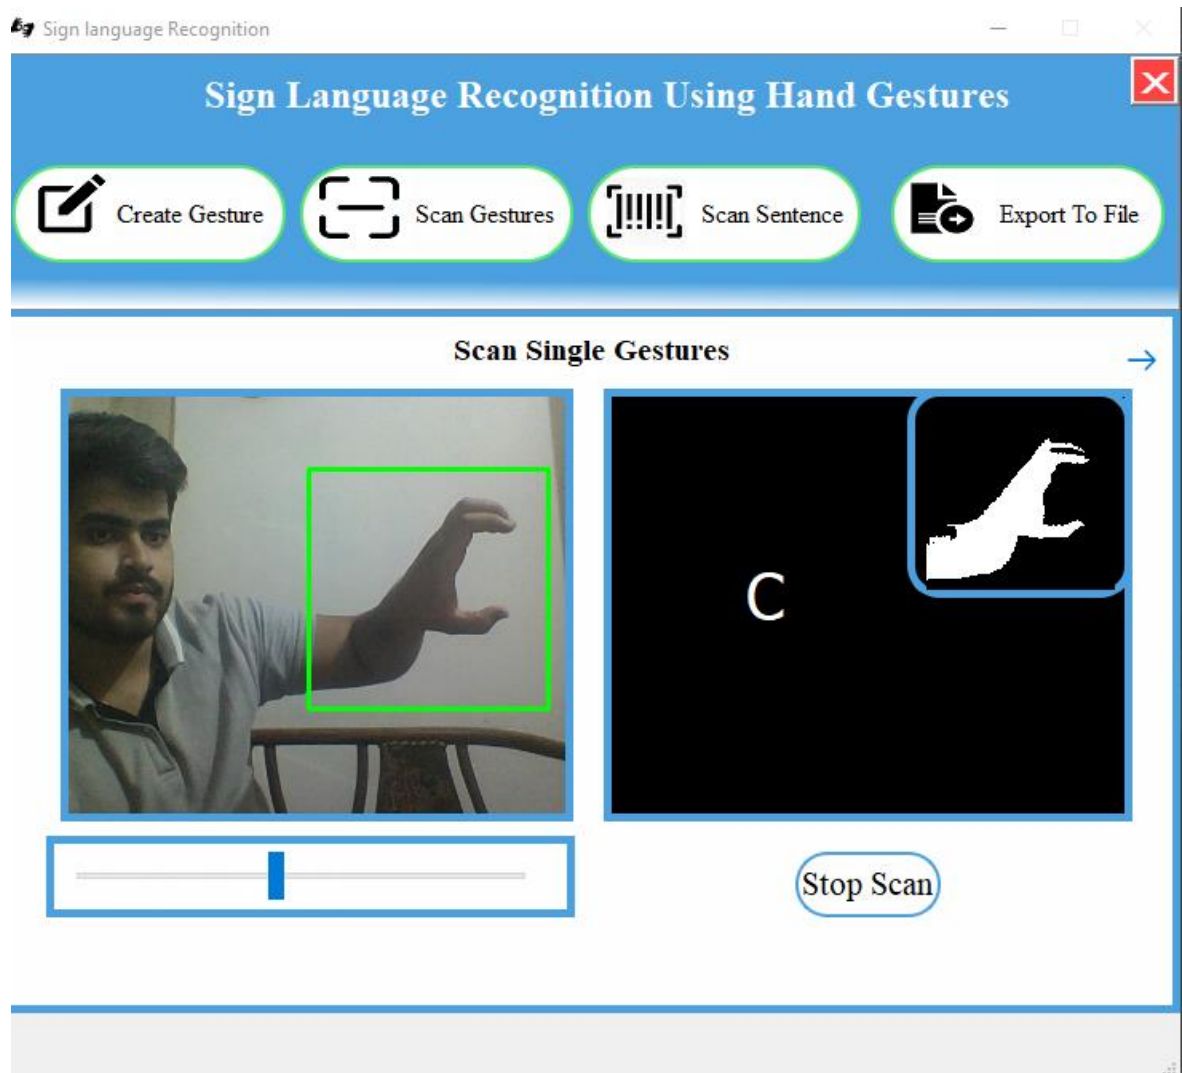 Sign language Recognition
Sign Language Recognition Using Hand Gestures
Create Gesture
Scan Gestures
Scan Sentence
Export To File
Scan Single Gestures
C
Stop Scan